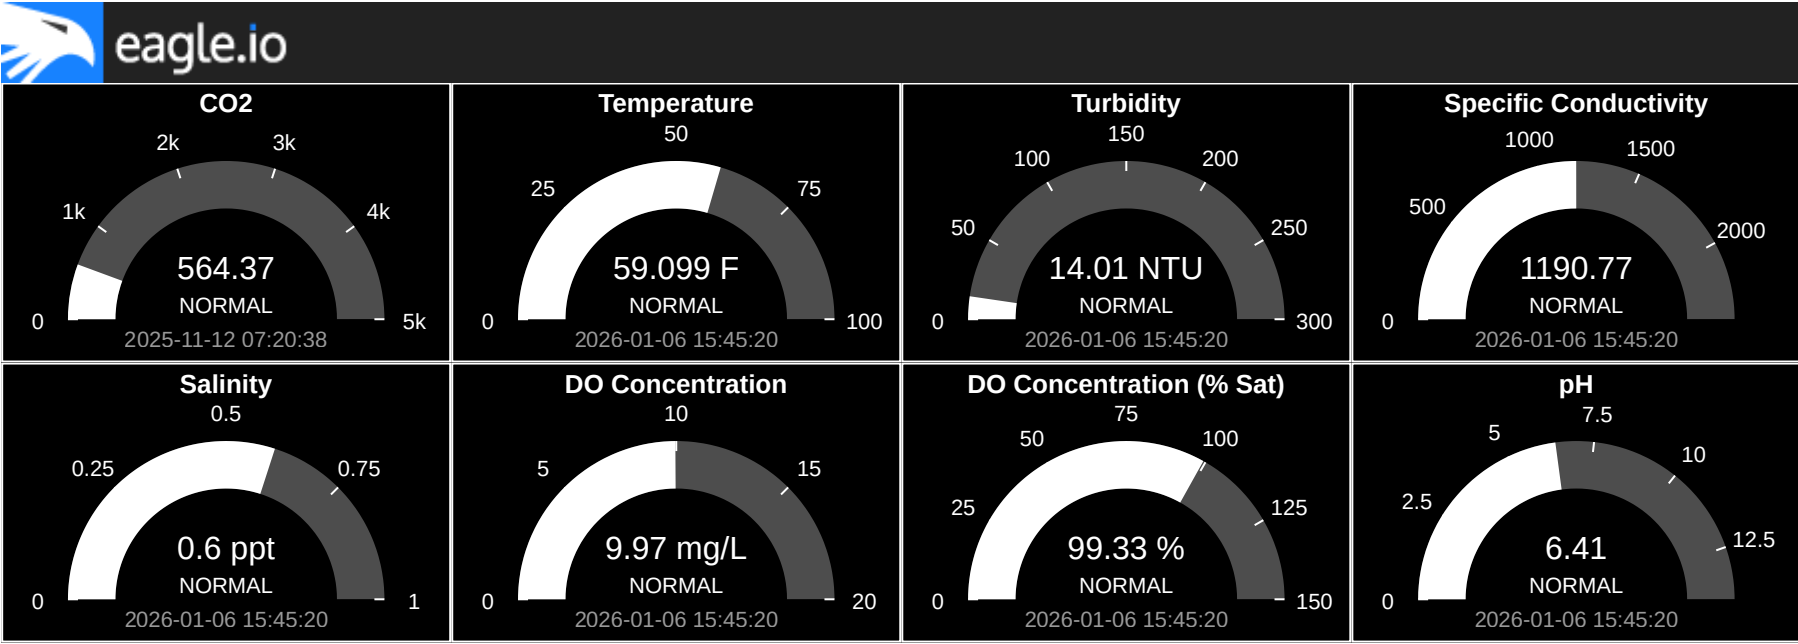 eagle.io
CO2
0
1k
2k
3k
4k
5k
564.37
NORMAL
2025-11-12 07:20:38
Temperature
0
25
50
75
100
59.099 F
NORMAL
2026-01-06 15:45:20
Turbidity
0
50
100
150
200
250
300
14.01 NTU
NORMAL
2026-01-06 15:45:20
Specific Conductivity
0
500
1000
1500
2000
1190.77
NORMAL
2026-01-06 15:45:20
Salinity
0
0.25
0.5
0.75
1
0.6 ppt
NORMAL
2026-01-06 15:45:20
DO Concentration
0
5
10
15
20
9.97 mg/L
NORMAL
2026-01-06 15:45:20
DO Concentration (% Sat)
0
25
50
75
100
125
150
99.33 %
NORMAL
2026-01-06 15:45:20
pH
0
2.5
5
7.5
10
12.5
6.41
NORMAL
2026-01-06 15:45:20